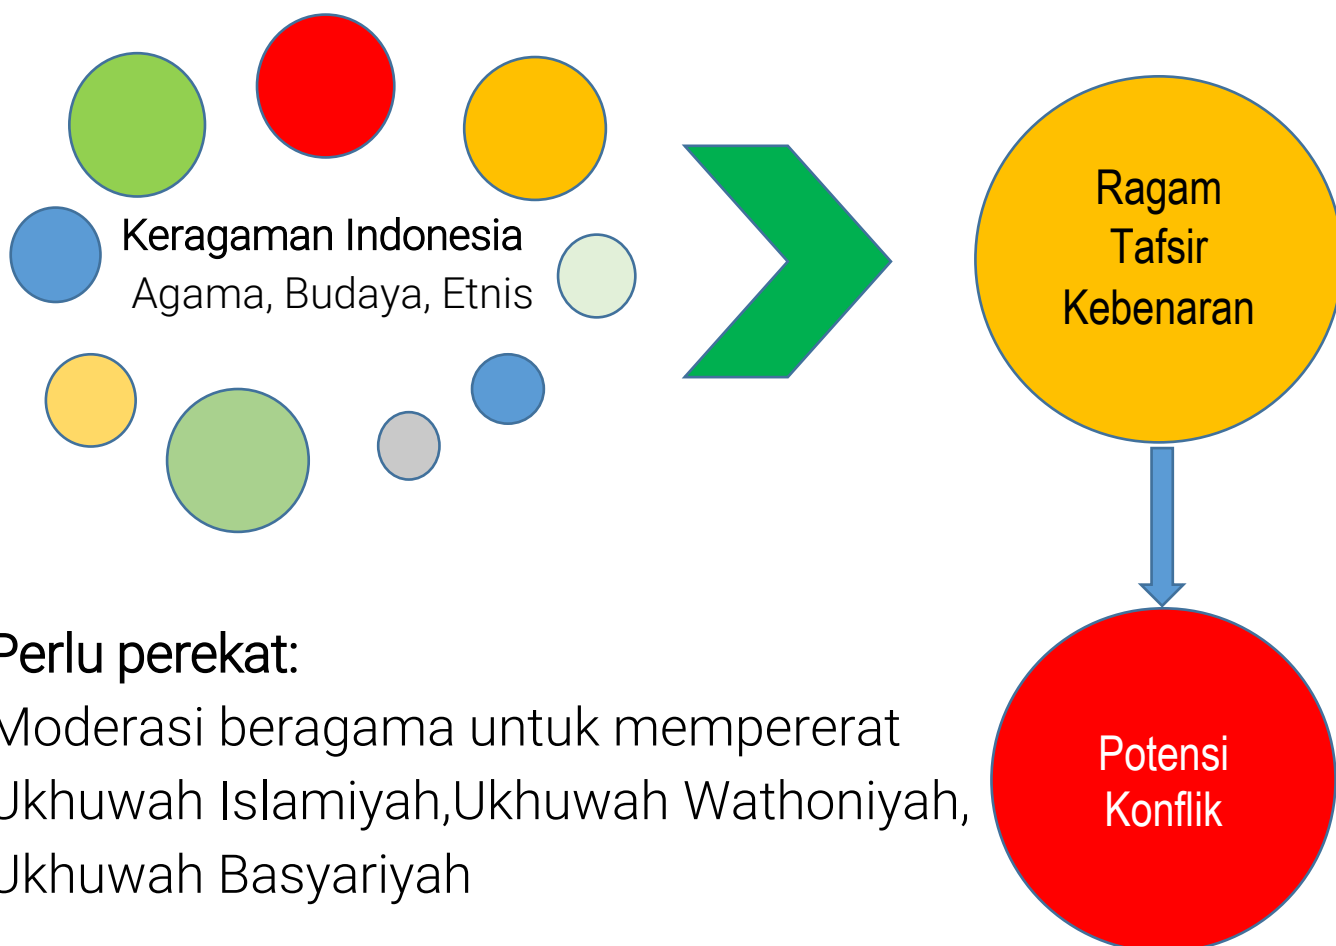 Keragaman Indonesia
Agama, Budaya, Etnis
Ragam
Tafsir
Kebenaran
Perlu perekat:
Moderasi beragama untuk mempererat
Ukhuwah Islamiyah,Ukhuwah Wathoniyah,
Ukhuwah Basyariyah
Potensi
Konflik